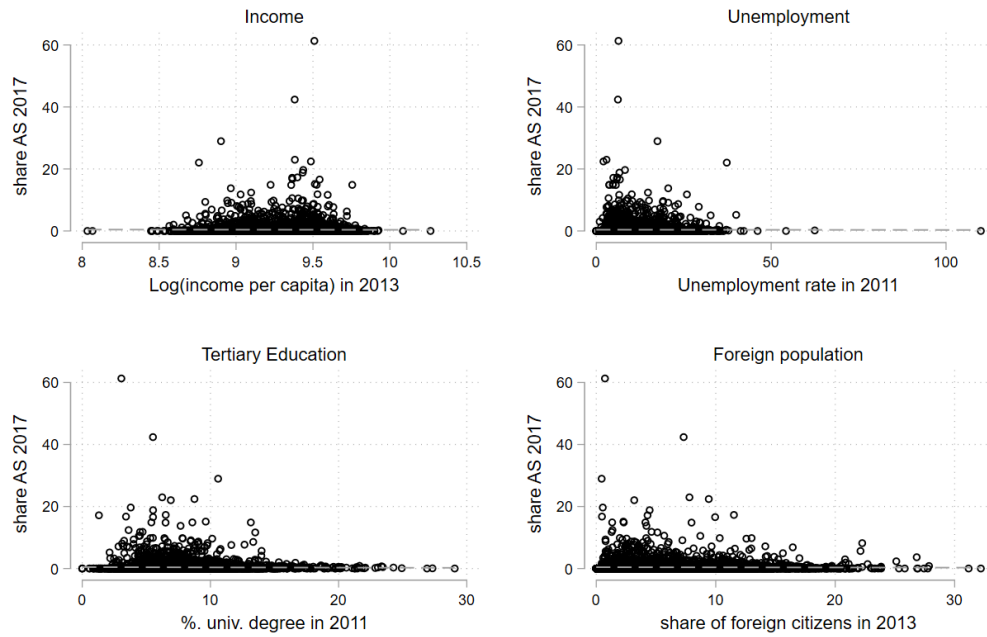 Income
60
40
20
0
share AS 2017
8
8.5
9
9.5
10
10.5
Log(income per capita) in 2013
Unemployment
60
40
20
0
share AS 2017
0
50
100
Unemployment rate in 2011
Tertiary Education
60
40
20
0
share AS 2017
0
10
20
30
%. univ. degree in 2011
Foreign population
60
40
20
0
share AS 2017
0
10
20
30
share of foreign citizens in 2013